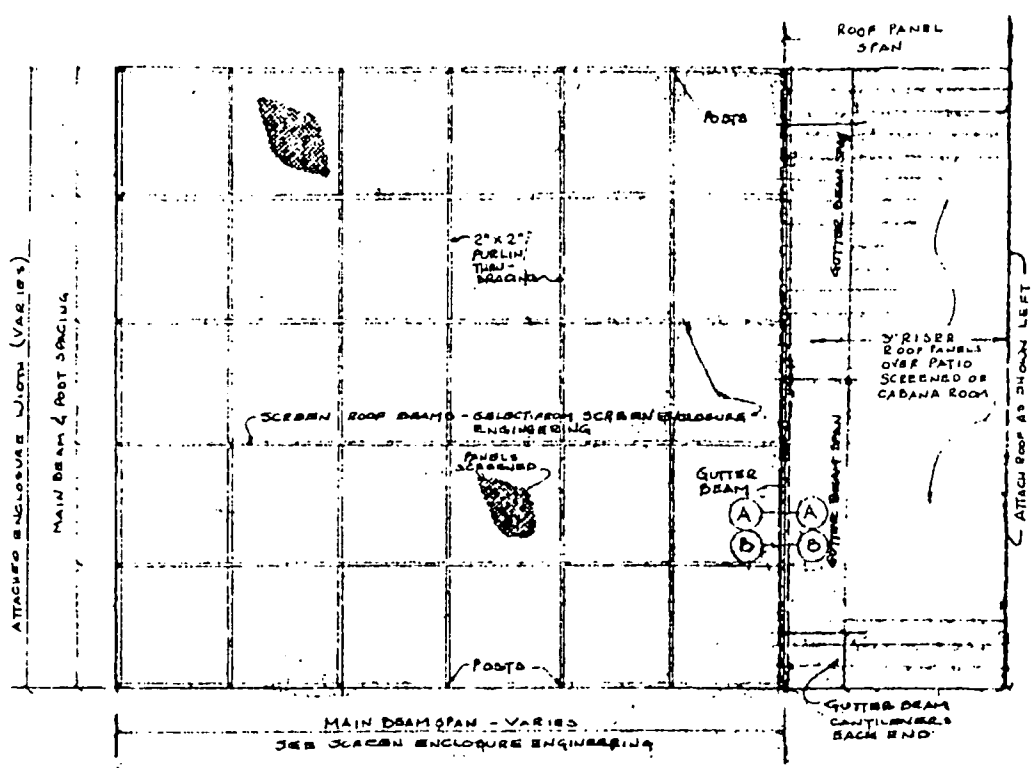 ROOF PANEL
SPAN
POSTS
GUTTER BEAM SPAN
2" x 2"
PURLIN
BRACING
ATTACHED ENCLOSURE WIDTH (VARIES)
MAIN BEAM & POST SPACING
3" RISER
ROOF PANELS
OVER PATIO
SCREENED OR
CABANA ROOM
ATTACH ROOF AS SHOWN LEFT
SCREEN ROOF BEAMS - SELECT FROM SCREEN ENCLOSURE
ENGINEERING
PANELS
SCREENED
GUTTER
BEAM
GUTTER BEAM SPAN
A A
B B
POSTS
GUTTER BEAM
CANTILEVERS
EACH END
MAIN BEAM SPAN - VARIES
SEE SCREEN ENCLOSURE ENGINEERING